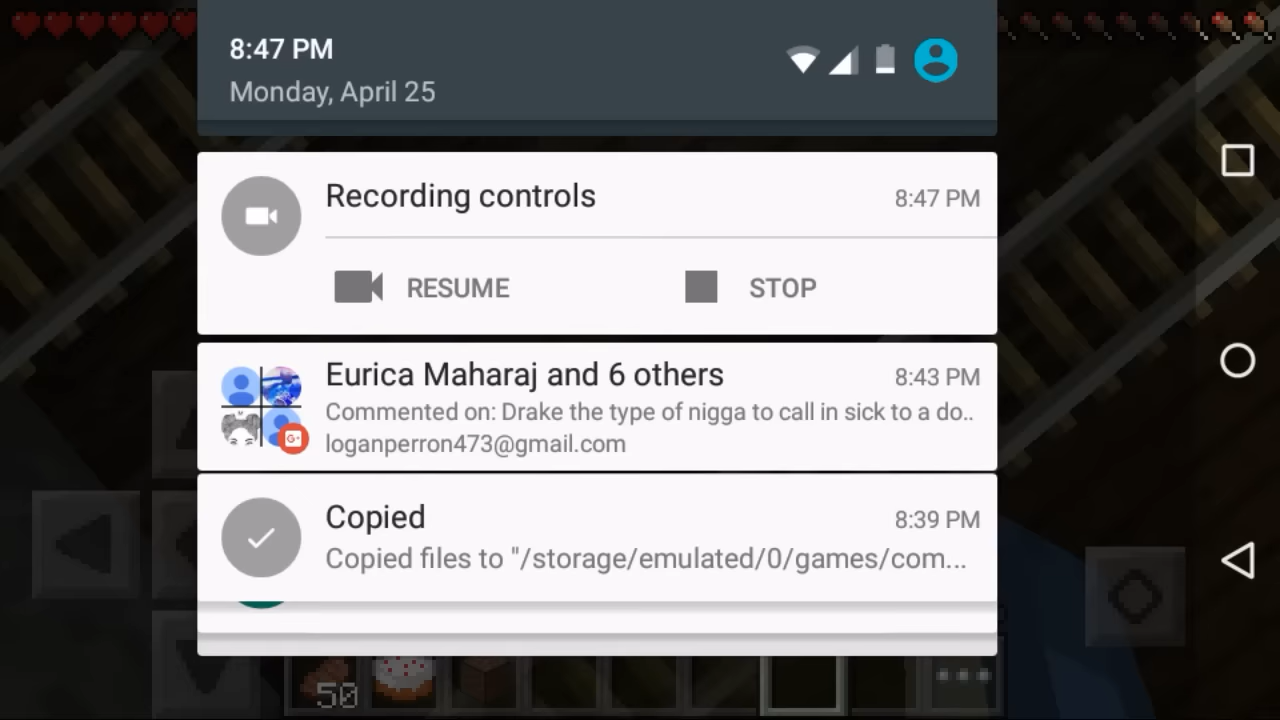 8:47 PM
Monday, April 25
Recording controls 8:47 PM
RESUME STOP
Eurica Maharaj and 6 others 8:43 PM
Commented on: Drake the type of nigga to call in sick to a do..
loganperron473@gmail.com
G+
Copied 8:39 PM
Copied files to "/storage/emulated/0/games/com...
50